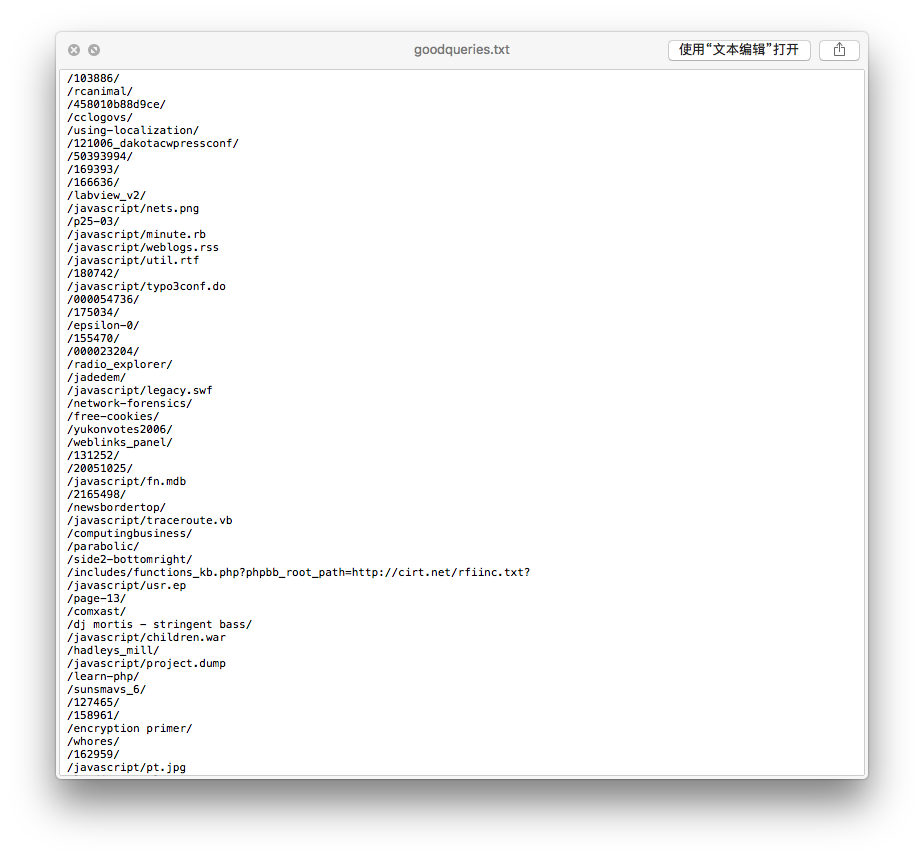 goodqueries.txt
使用“文本编辑”打开
/103886/
/rcanimal/
/458010b88d9ce/
/cclogovs/
/using-localization/
/121006_dakotacwpressconf/
/50393994/
/169393/
/166636/
/labview_v2/
/javascript/nets.png
/p25-03/
/javascript/minute.rb
/javascript/weblogs.rss
/javascript/util.rtf
/180742/
/javascript/typo3conf.do
/000054736/
/175034/
/epsilon-0/
/155470/
/000023204/
/radio_explorer/
/jadedem/
/javascript/legacy.swf
/network-forensics/
/free-cookies/
/yukonvotes2006/
/weblinks_panel/
/131252/
/20051025/
/javascript/fn.mdb
/2165498/
/newsbordertop/
/javascript/traceroute.vb
/computingbusiness/
/parabolic/
/side2-bottomright/
/includes/functions_kb.php?phpbb_root_path=http://cirt.net/rfiinc.txt?
/javascript/usr.ep
/page-13/
/comxast/
/dj mortis - stringent bass/
/javascript/children.war
/hadleys_mill/
/javascript/project.dump
/learn-php/
/sunsmavs_6/
/127465/
/158961/
/encryption primer/
/whores/
/162959/
/javascript/pt.jpg